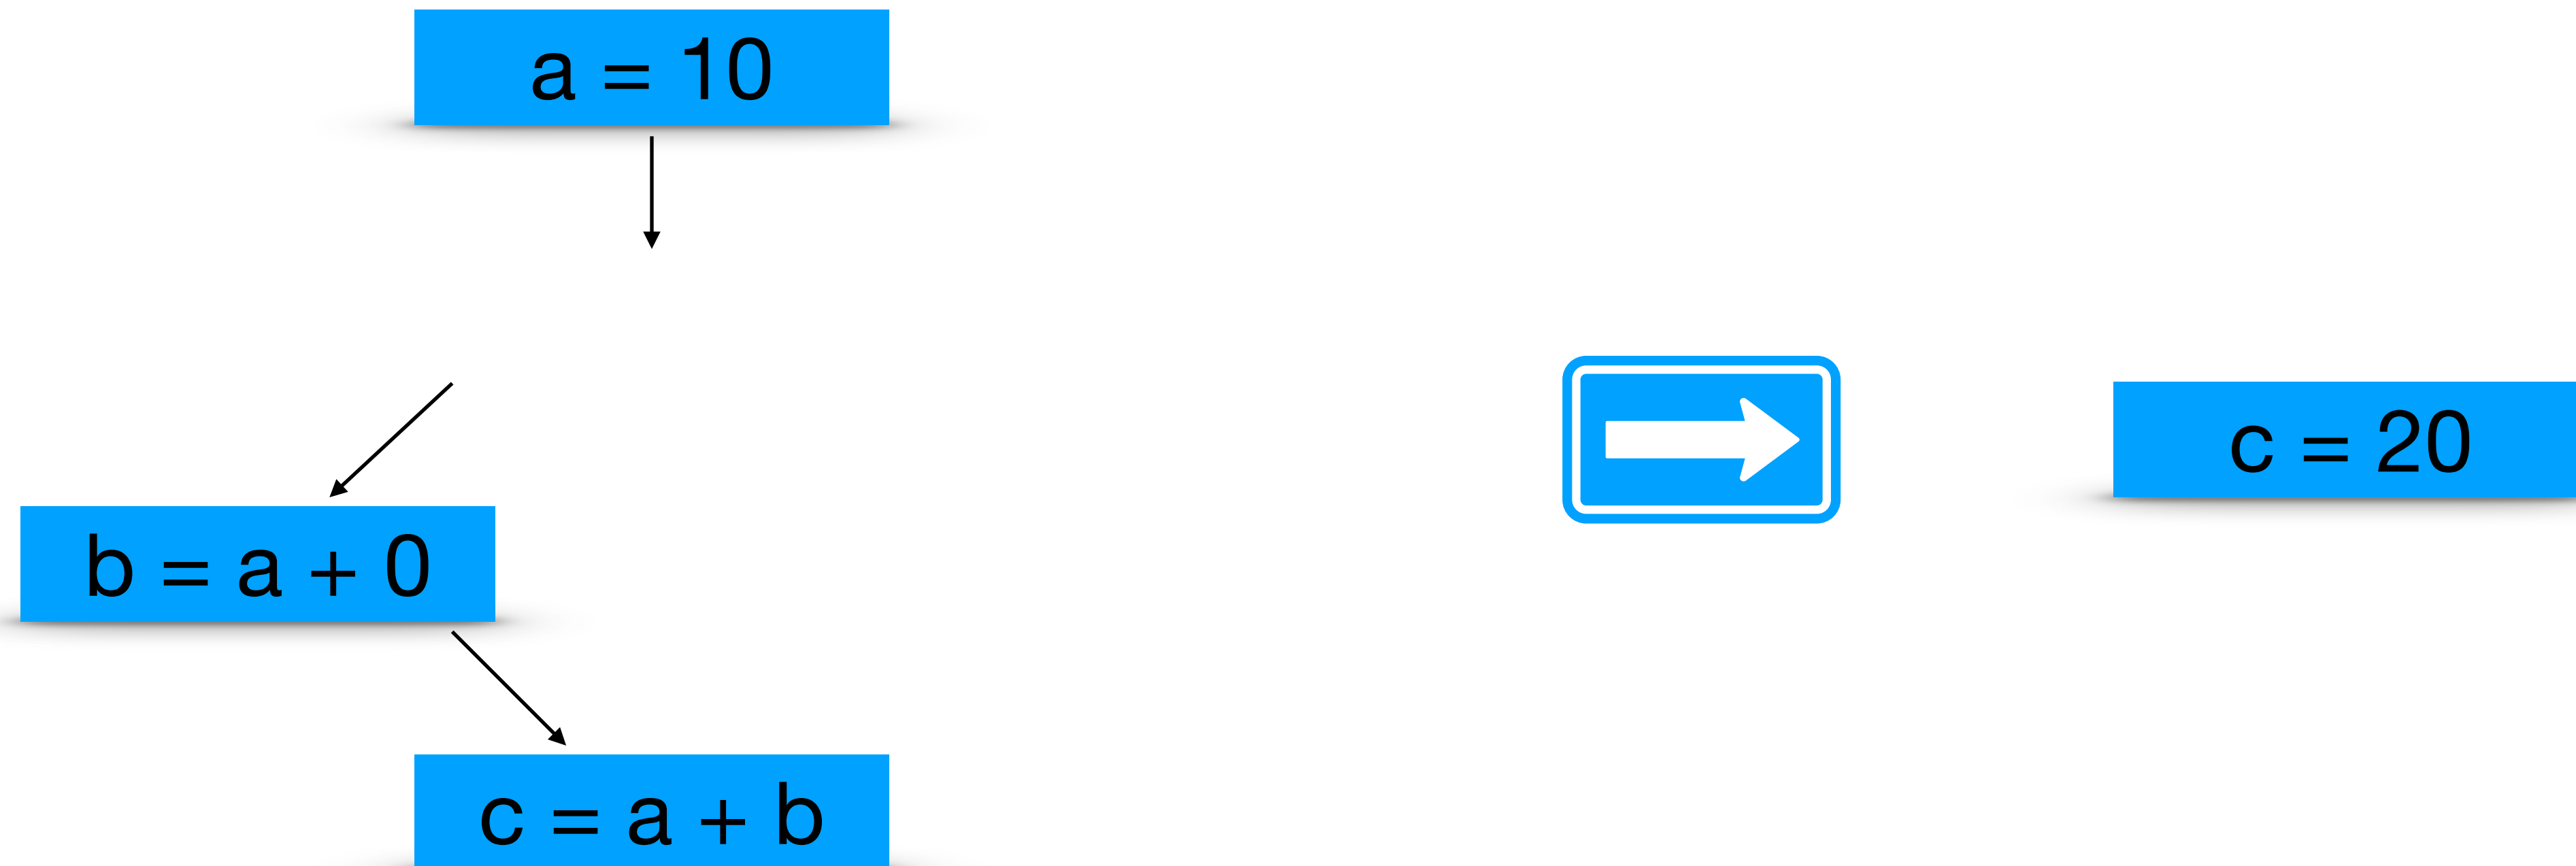 a = 10
b = a + 0
c = a + b
c = 20